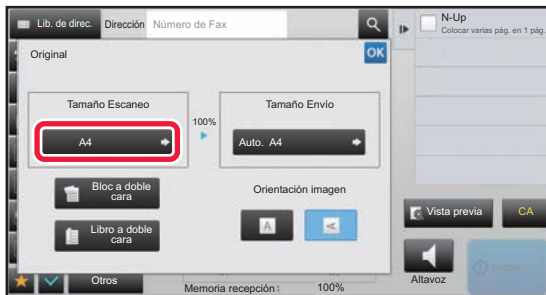 Lib. de direc.
Dirección
Número de Fax
N-Up
Colocar varias pág. en 1 pág.
Original
OK
Tamaño Escaneo
100%
Tamaño Envío
A4
Auto. A4
Bloc a doble
cara
Orientación imagen
Libro a doble
cara
A
A
Vista previa
CA
Otros
Memoria recepción:
100%
Altavoz